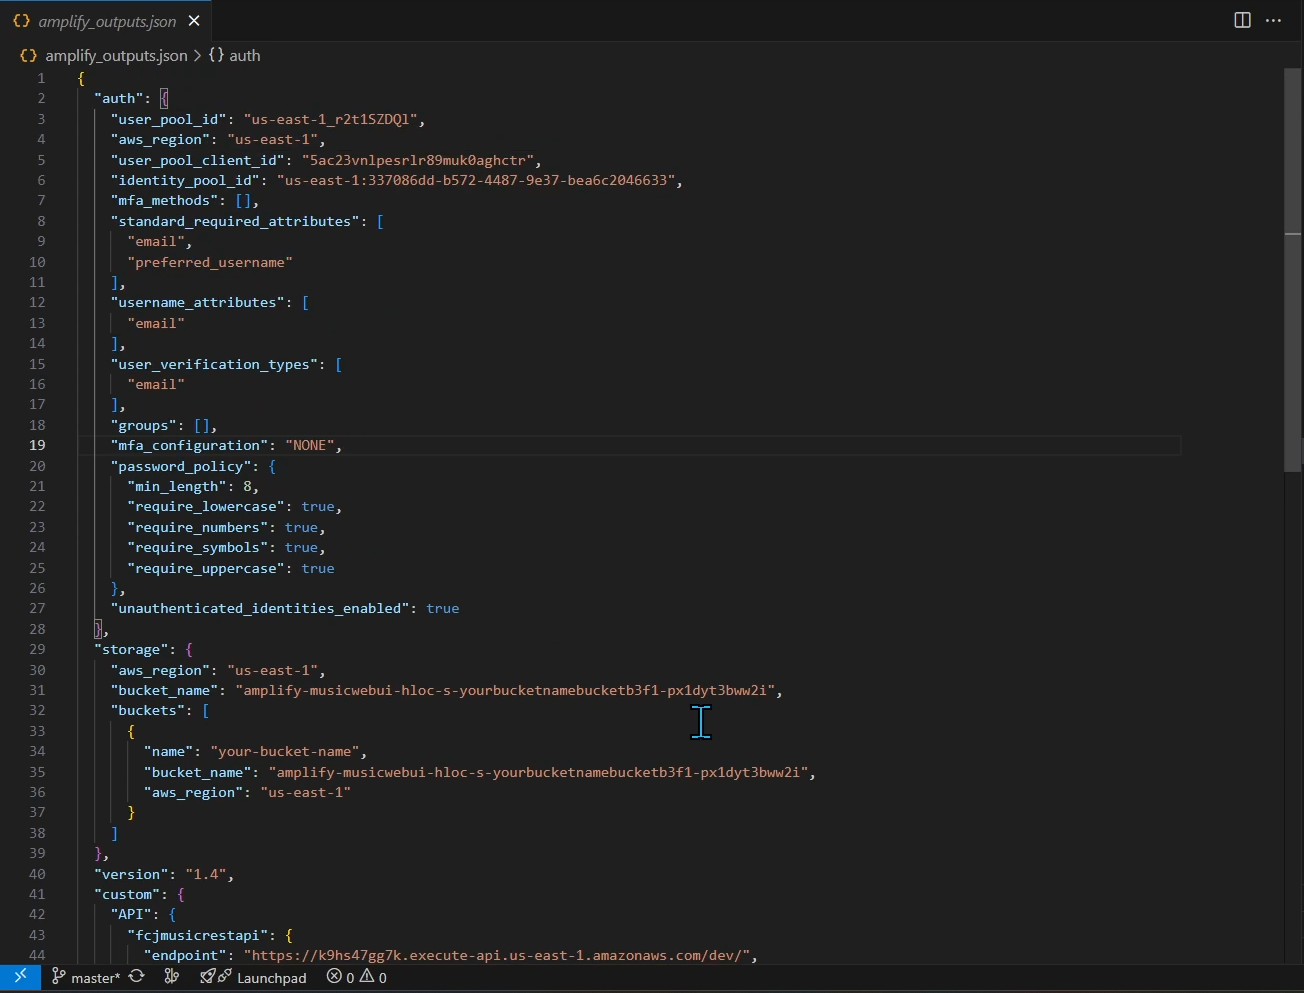 amplify_outputs.json
amplify_outputs.json > {} auth
1 {
2 "auth": {
3 "user_pool_id": "us-east-1_r2t1SZDQl",
4 "aws_region": "us-east-1",
5 "user_pool_client_id": "5ac23vnlpesrlr89muk0aghctr",
6 "identity_pool_id": "us-east-1:337086dd-b572-4487-9e37-bea6c2046633",
7 "mfa_methods": [],
8 "standard_required_attributes": [
9 "email",
10 "preferred_username"
11 ],
12 "username_attributes": [
13 "email"
14 ],
15 "user_verification_types": [
16 "email"
17 ],
18 "groups": [],
19 "mfa_configuration": "NONE",
20 "password_policy": {
21 "min_length": 8,
22 "require_lowercase": true,
23 "require_numbers": true,
24 "require_symbols": true,
25 "require_uppercase": true
26 },
27 "unauthenticated_identities_enabled": true
28 },
29 "storage": {
30 "aws_region": "us-east-1",
31 "bucket_name": "amplify-musicwebui-hloc-s-yourbucketnamebucketb3f1-px1dyt3bww2i",
32 "buckets": [
33 {
34 "name": "your-bucket-name",
35 "bucket_name": "amplify-musicwebui-hloc-s-yourbucketnamebucketb3f1-px1dyt3bww2i",
36 "aws_region": "us-east-1"
37 }
38 ]
39 },
40 "version": "1.4",
41 "custom": {
42 "API": {
43 "fcjmusicrestapi": {
44 "endpoint": "https://k9hs47gg7k.execute-api.us-east-1.amazonaws.com/dev/",
master* Launchpad 0 0